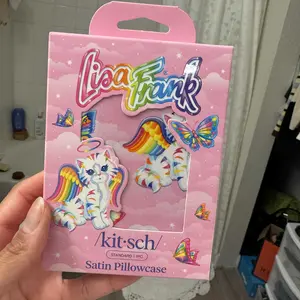 Lisa Frank
/kit·sch/
STANDARD / 1PC
Satin Pillowcase